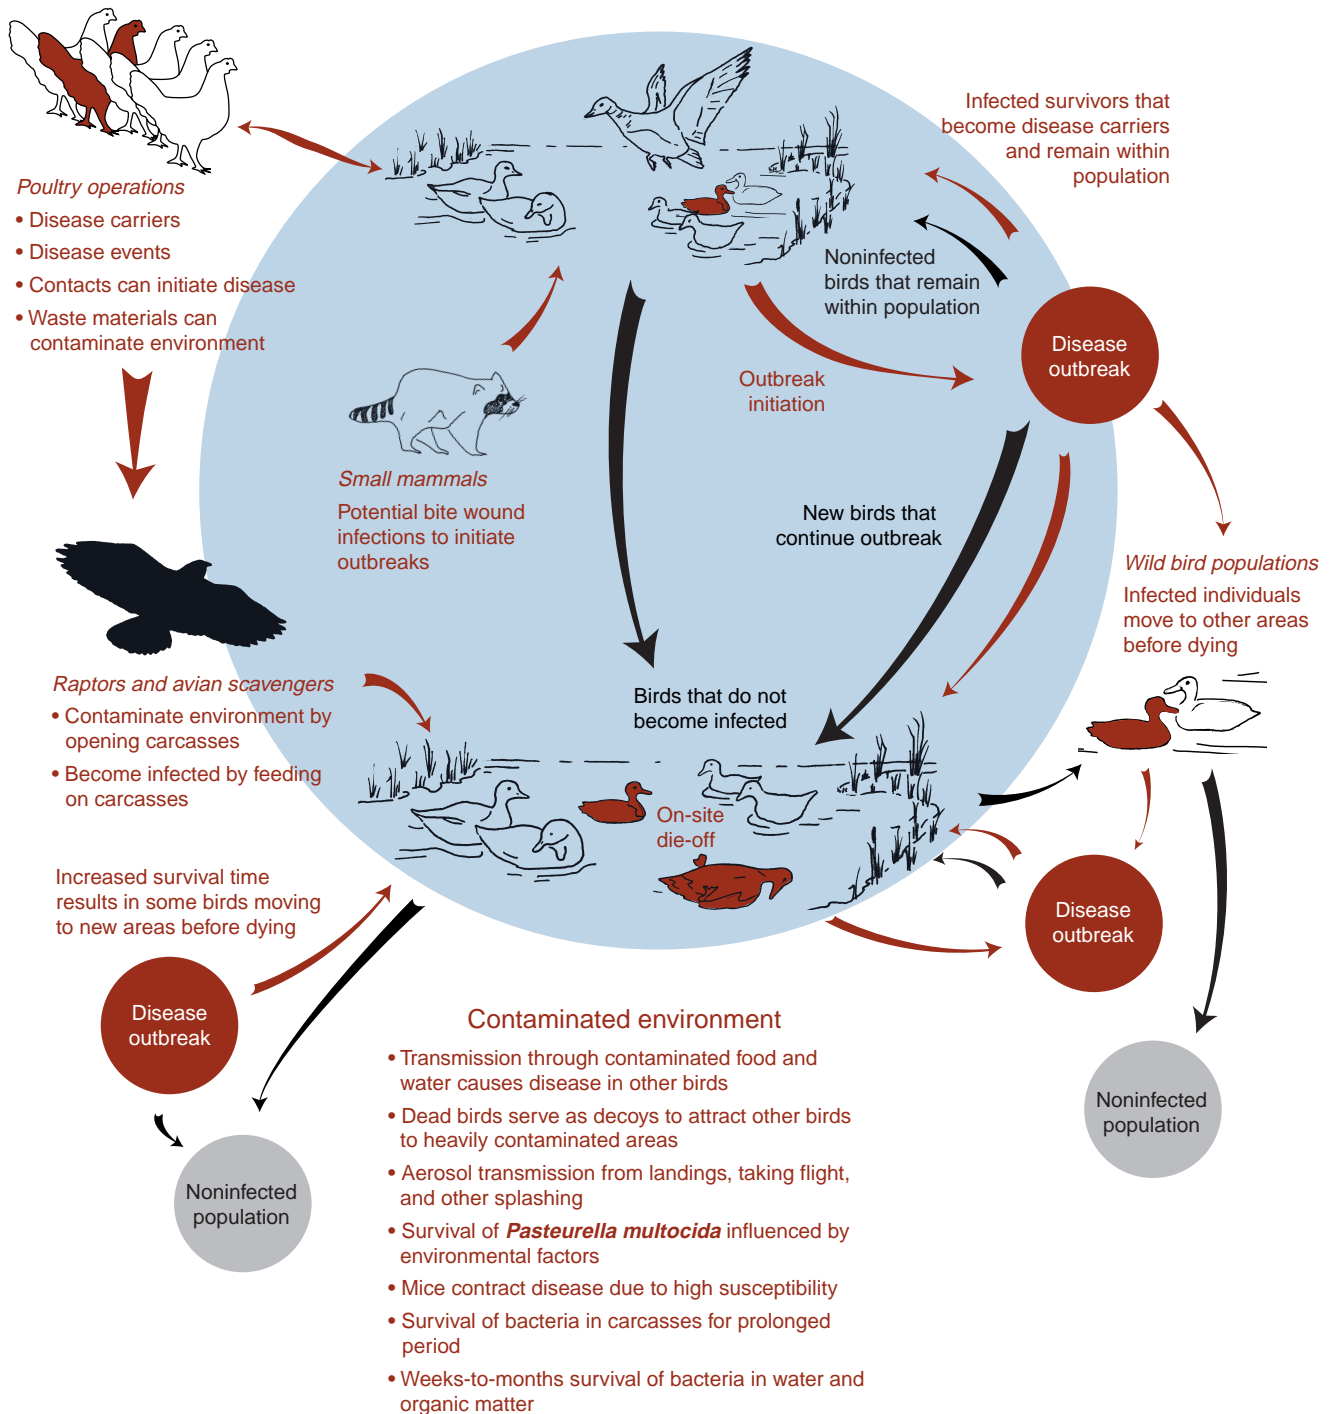 Infected survivors that
become disease carriers
and remain within
population
Poultry operations
• Disease carriers
• Disease events
• Contacts can initiate disease
• Waste materials can
contaminate environment
Noninfected
birds that remain
within population
Disease
outbreak
Outbreak
initiation
Small mammals
Potential bite wound
infections to initiate
outbreaks
New birds that
continue outbreak
Wild bird populations
Infected individuals
move to other areas
before dying
Raptors and avian scavengers
• Contaminate environment by
opening carcasses
• Become infected by feeding
on carcasses
Birds that do not
become infected
On-site
die-off
Increased survival time
results in some birds moving
to new areas before dying
Disease
outbreak
Disease
outbreak
Noninfected
population
Noninfected
population
Contaminated environment
• Transmission through contaminated food and
water causes disease in other birds
• Dead birds serve as decoys to attract other birds
to heavily contaminated areas
• Aerosol transmission from landings, taking flight,
and other splashing
• Survival of Pasteurella multocida influenced by
environmental factors
• Mice contract disease due to high susceptibility
• Survival of bacteria in carcasses for prolonged
period
• Weeks-to-months survival of bacteria in water and
organic matter